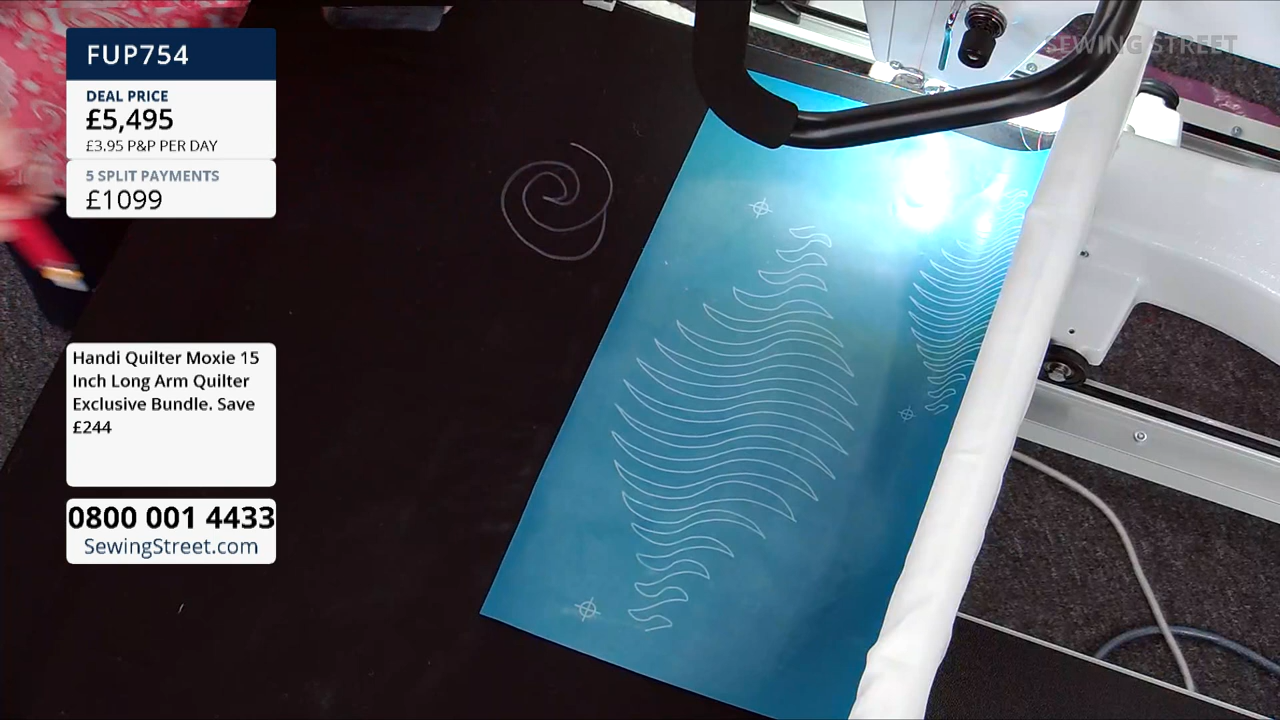 FUP754
DEAL PRICE
£5,495
£3.95 P&P PER DAY
5 SPLIT PAYMENTS
£1099
Handi Quilter Moxie 15
Inch Long Arm Quilter
Exclusive Bundle. Save
£244
0800 001 4433
SewingStreet.com
SEWING STREET